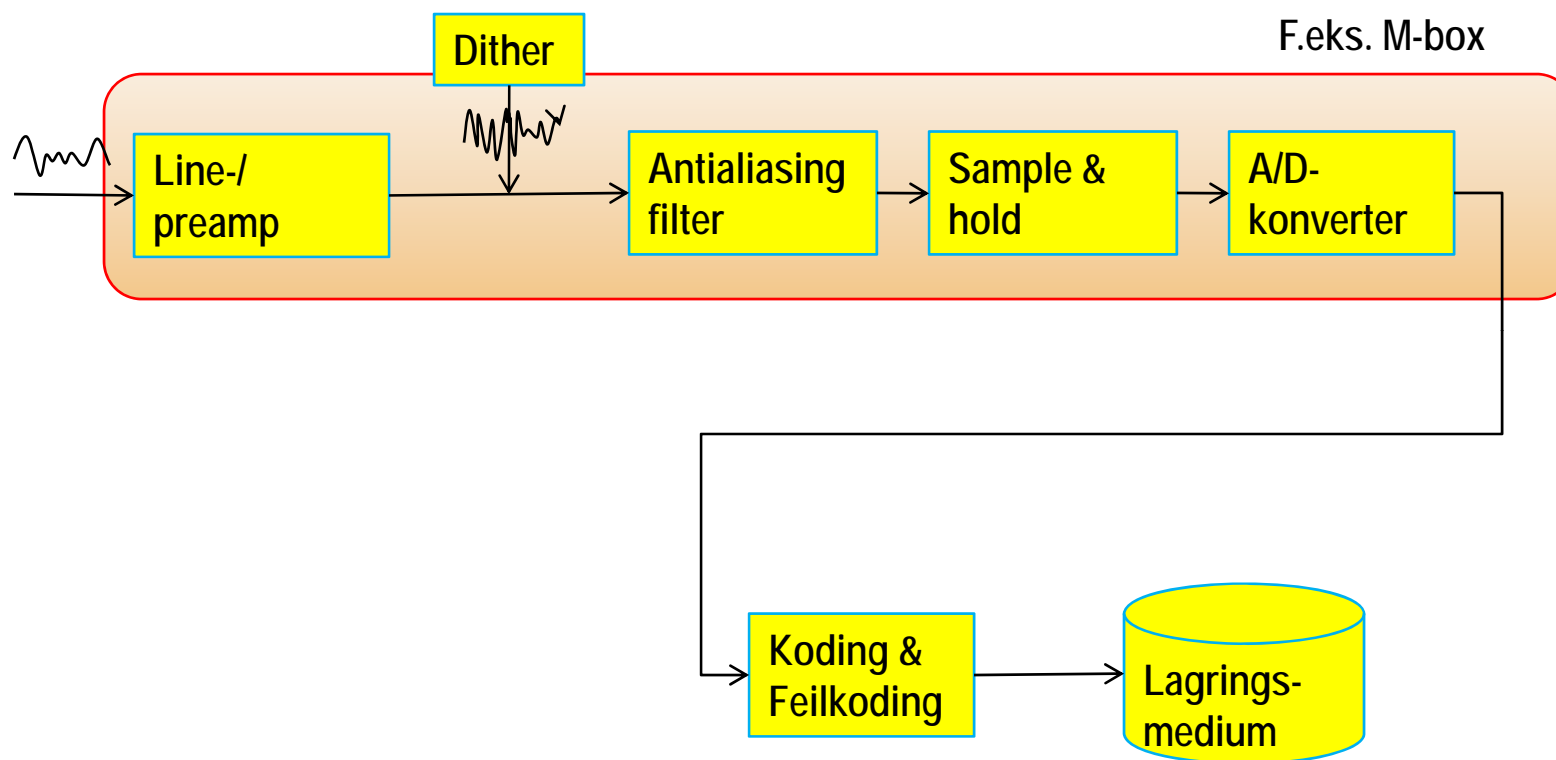 F.eks. M-box
Dither
Line-/
preamp
Antialiasing
filter
Sample &
hold
A/D-
konverter
Koding &
Feilkoding
Lagrings-
medium